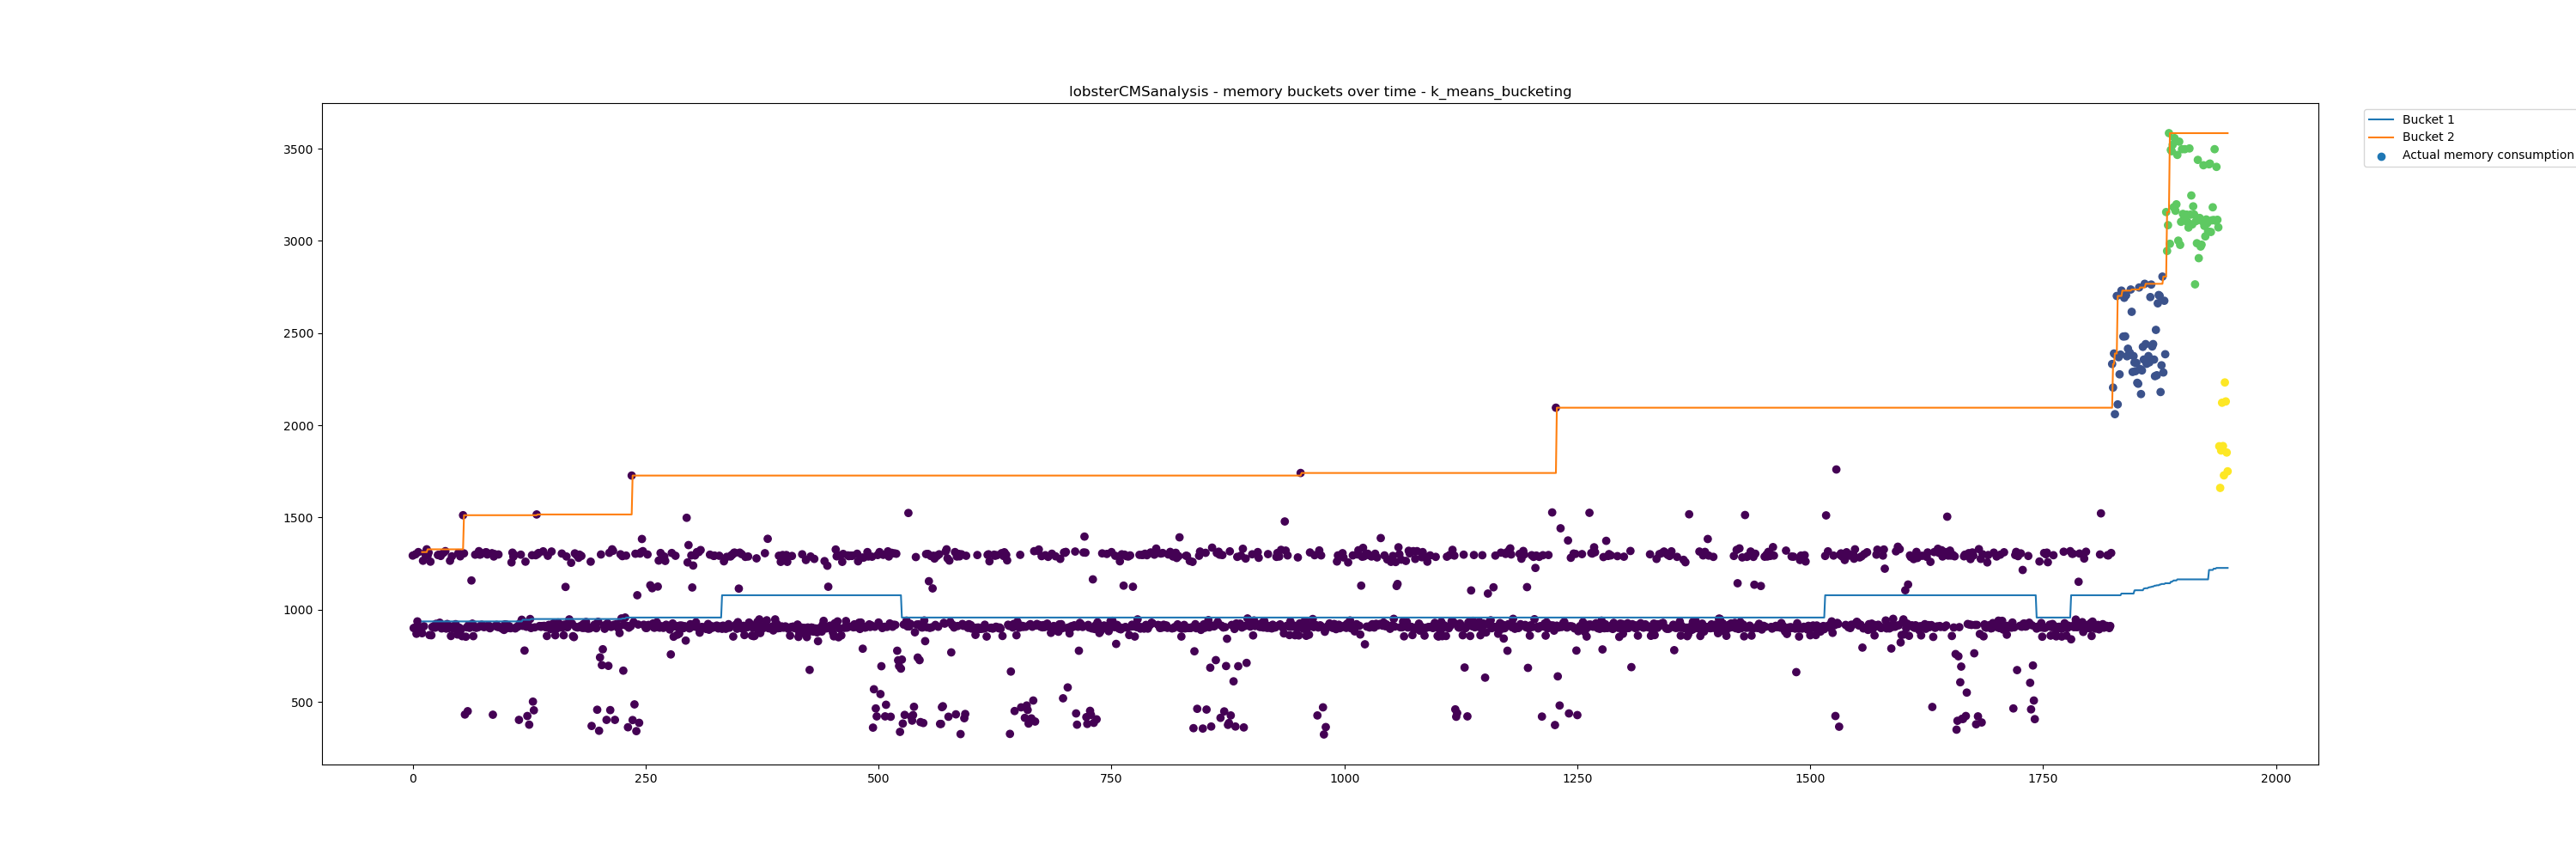 lobsterCMSanalysis - memory buckets over time - k_means_bucketing
Bucket 1
Bucket 2
Actual memory consumption
3500
3000
2500
2000
1500
1000
500
0 250 500 750 1000 1250 1500 1750 2000